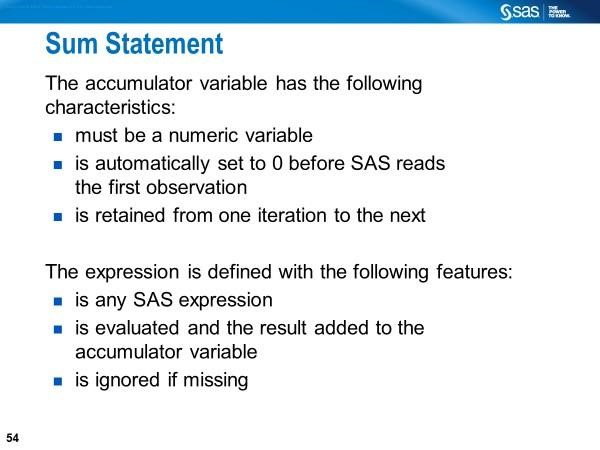 sas
THE
POWER
TO KNOW.
Sum Statement
The accumulator variable has the following
characteristics:
must be a numeric variable
is automatically set to 0 before SAS reads
the first observation
is retained from one iteration to the next
The expression is defined with the following features:
is any SAS expression
is evaluated and the result added to the
accumulator variable
is ignored if missing
54